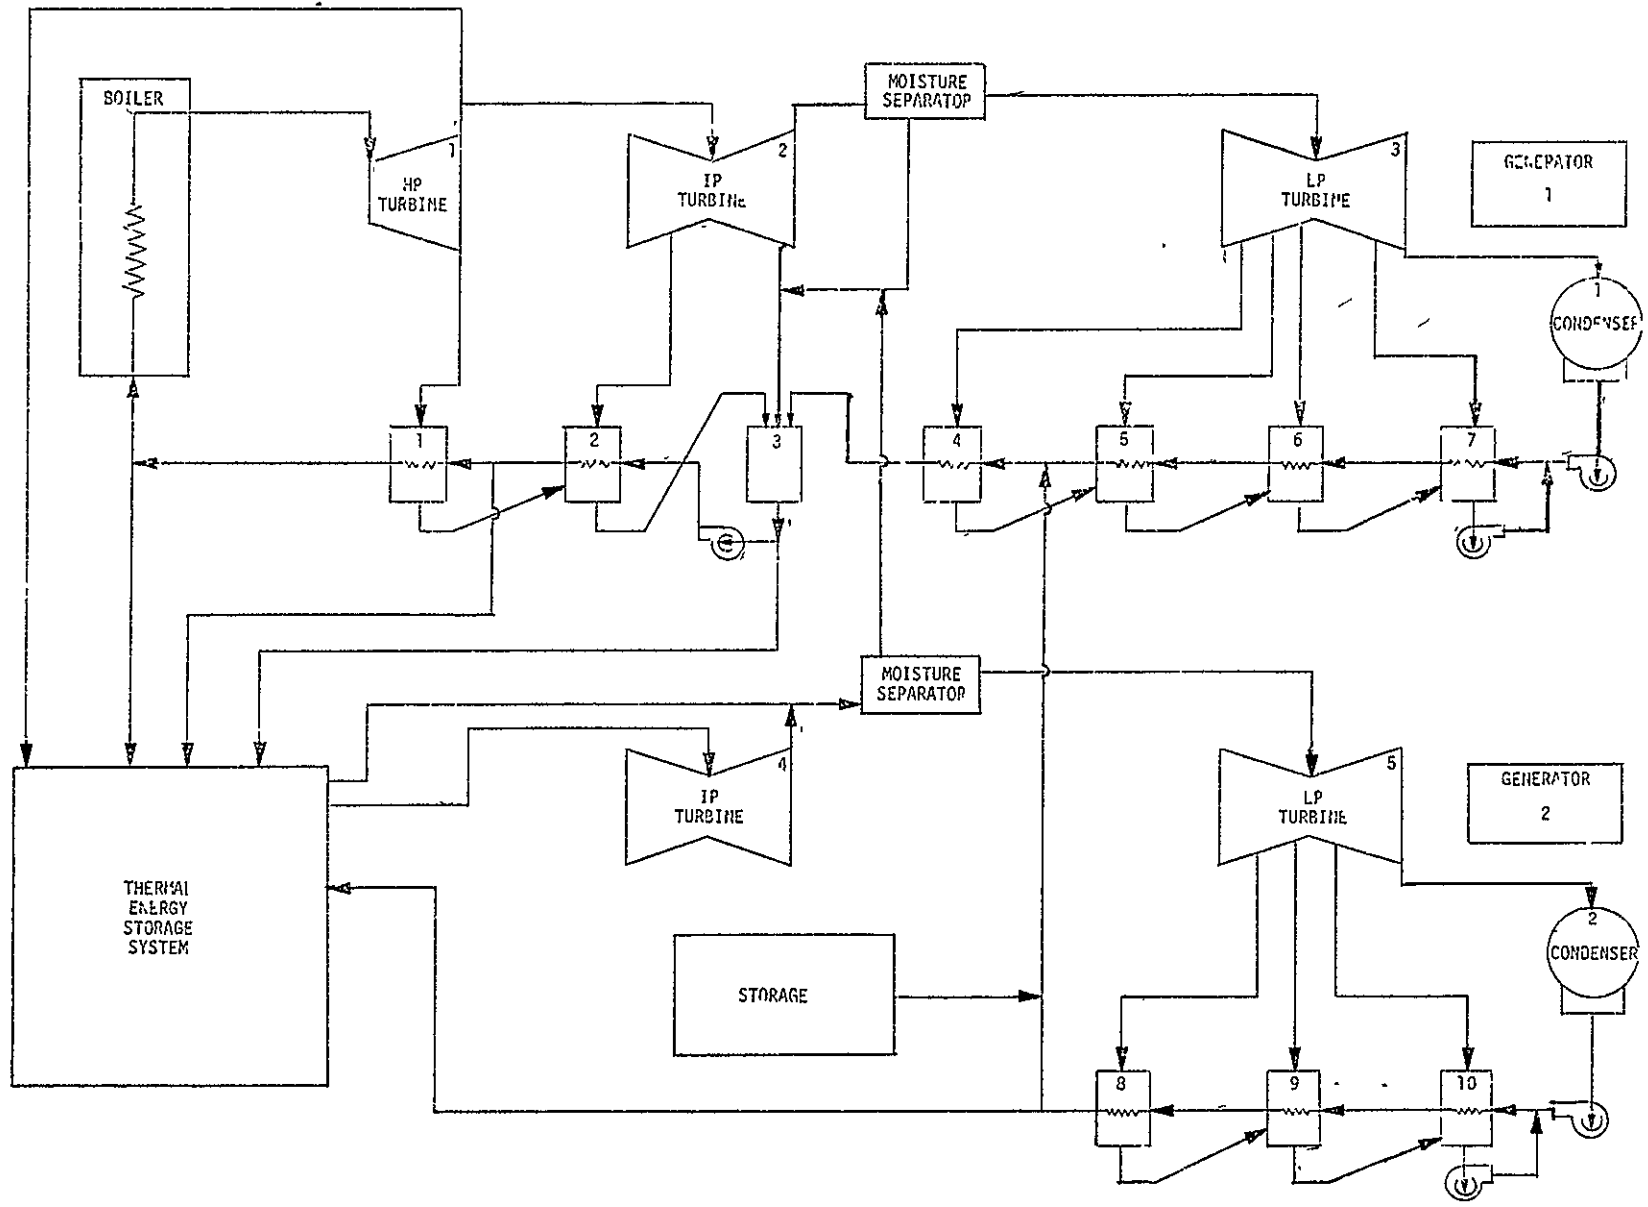 BOILER
MOISTURE
SEPARATOR
1
HP
TURBINE
2
IP
TURBINE
3
LP
TURBINE
GENEPATOR
1
1
CONDENSEF
1
2
3
4
5
6
7
MOISTURE
SEPARATOR
4
IP
TURBINE
5
LP
TURBINE
GENERATOR
2
THERMAL
ENERGY
STORAGE
SYSTEM
STORAGE
2
CONDENSER
8
9
10